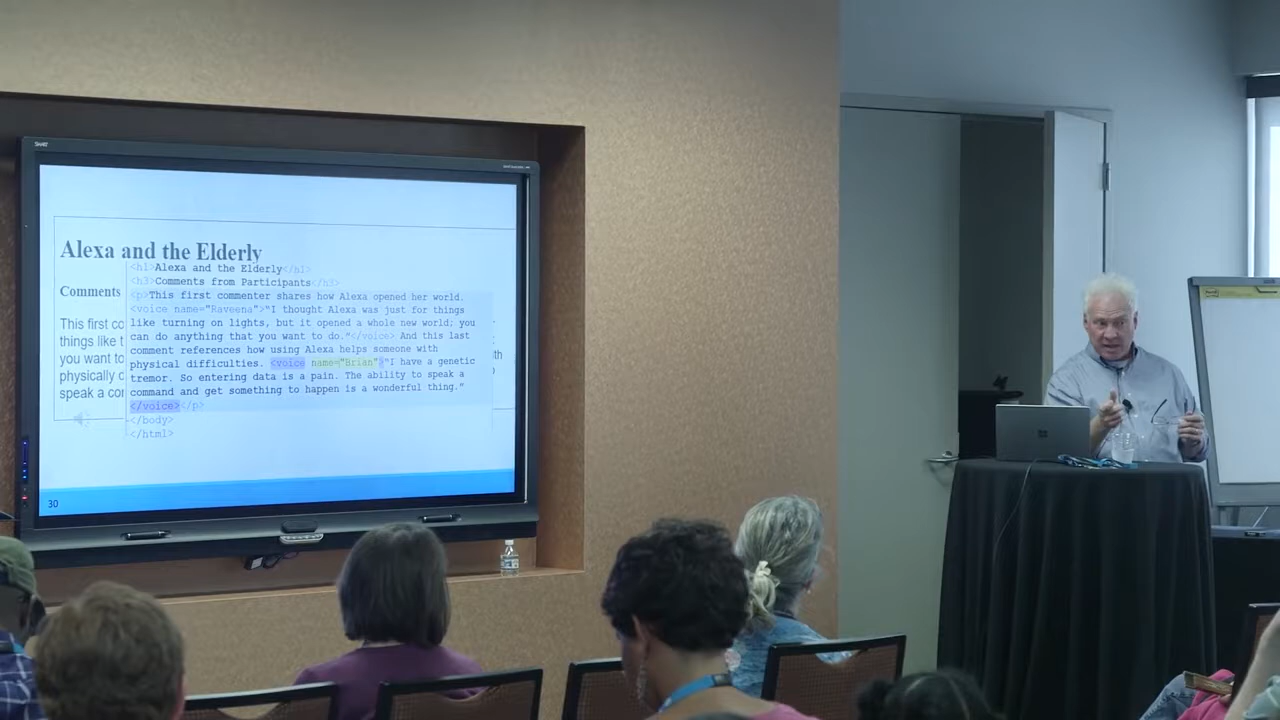 SMART
Alexa and the Elderly
<h1>Alexa and the Elderly</h1>
<h3>Comments from Participants</h3>
Comments
<p>This first commenter shares how Alexa opened her world.
<voice name="Raveena">"I thought Alexa was just for things
like turning on lights, but it opened a whole new world; you
can do anything that you want to do."</voice> And this last
comment references how using Alexa helps someone with
physical difficulties. <voice name="Brian">"I have a genetic
tremor. So entering data is a pain. The ability to speak a
command and get something to happen is a wonderful thing."
</voice></p>
</body>
</html>
This first co
things like t
you want to
physically d
speak a cor
30